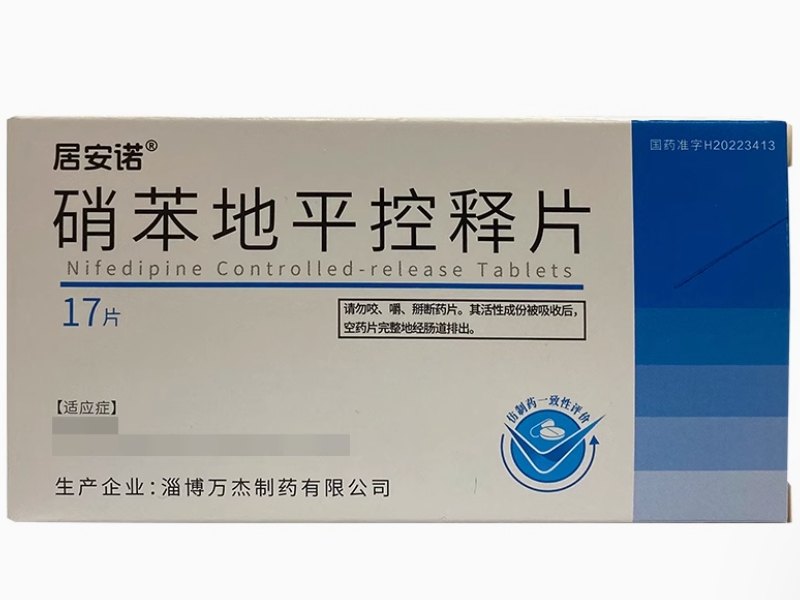 居安诺®
国药准字H20223413
硝苯地平控释片
Nifedipine Controlled-release Tablets
17片
请勿咬、嚼、掰断药片。其活性成份被吸收后，
空药片完整地经肠道排出。
【适应症】
仿制药一致性评价
生产企业：淄博万杰制药有限公司